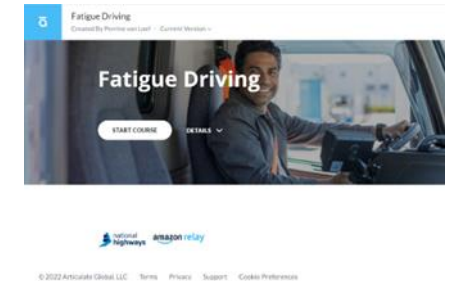 Fatigue Driving
Created By Perrine van Loef - Current Version
Fatigue Driving
START COURSE DETAILS
national highways amazon relay
© 2022 Articulate Global, LLC Terms Privacy Support Cookie Preferences